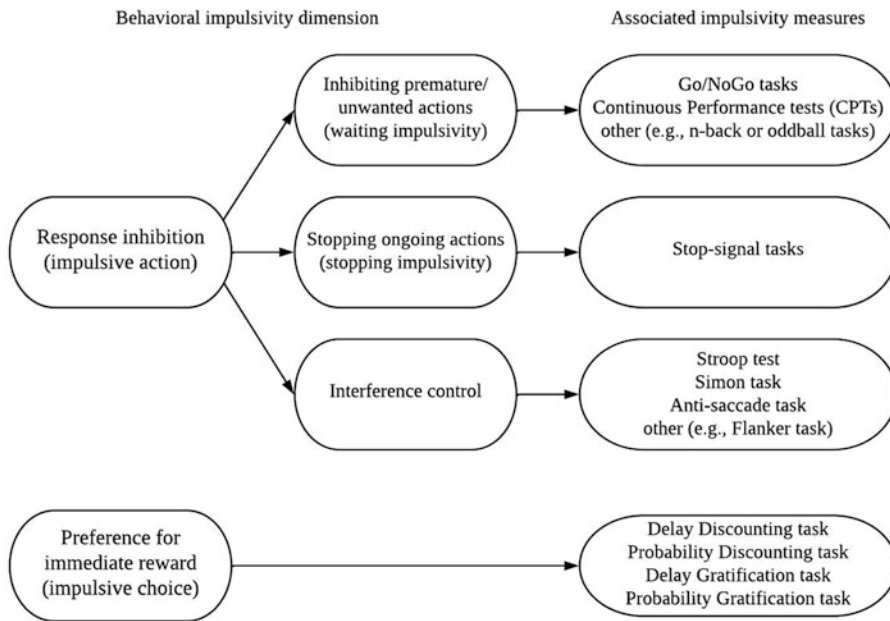 Behavioral impulsivity dimension
Associated impulsivity measures
Inhibiting premature/
unwanted actions
(waiting impulsivity)
Go/NoGo tasks
Continuous Performance tests (CPTs)
other (e.g., n-back or oddball tasks)
Response inhibition
(impulsive action)
Stopping ongoing actions
(stopping impulsivity)
Stop-signal tasks
Interference control
Stroop test
Simon task
Anti-saccade task
other (e.g., Flanker task)
Preference for
immediate reward
(impulsive choice)
Delay Discounting task
Probability Discounting task
Delay Gratification task
Probability Gratification task